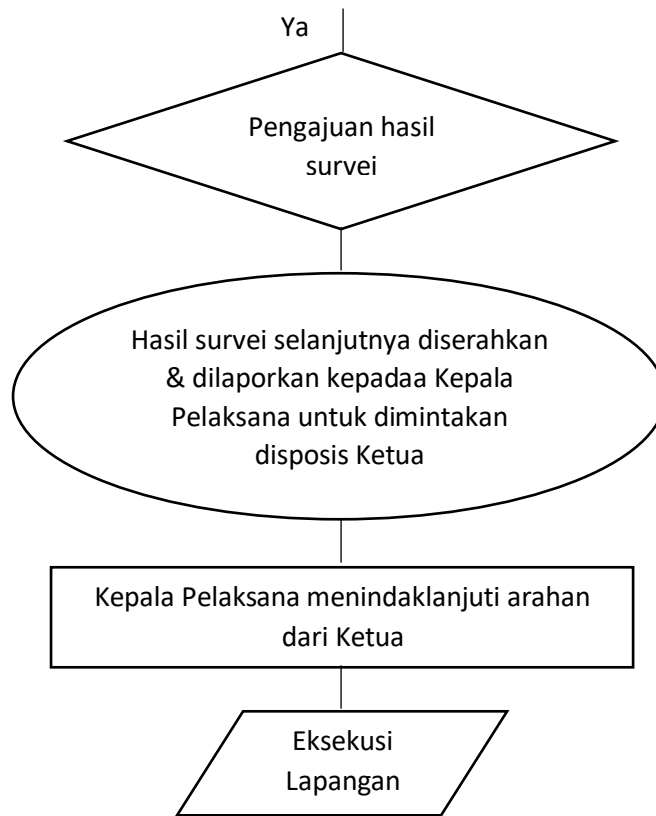 Ya
Pengajuan hasil
survei
Hasil survei selanjutnya diserahkan
& dilaporkan kepadaa Kepala
Pelaksana untuk dimintakan
disposis Ketua
Kepala Pelaksana menindaklanjuti arahan
dari Ketua
Eksekusi
Lapangan